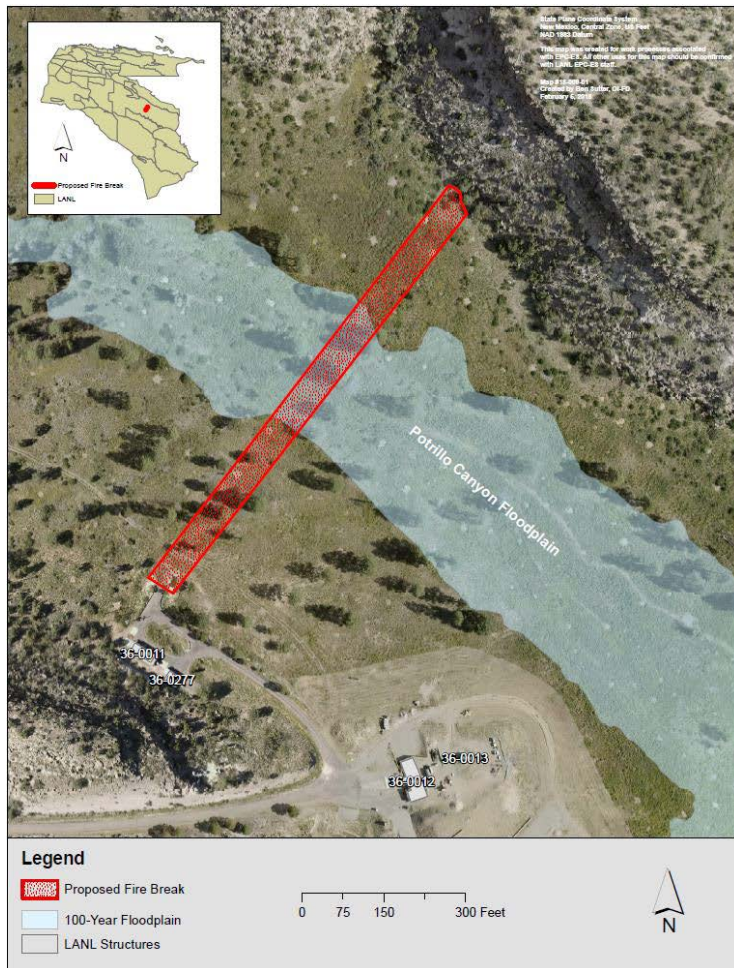 State Plane Coordinate System
New Mexico, Central Zone, US Feet
NAD 1983 Datum
This map was created for work processes associated
with EPC-ES. All other uses for this map should be confirmed
with LANL EPC-ES staff.
Created by Ben Sutter,
February 6,
N
Proposed Fire Break
LANL
Potrillo Canyon Floodplain
36-0011
36-0277
36-0013
36-0012
Legend
Proposed Fire Break
100-Year Floodplain
LANL Structures
0 75 150 300 Feet
N